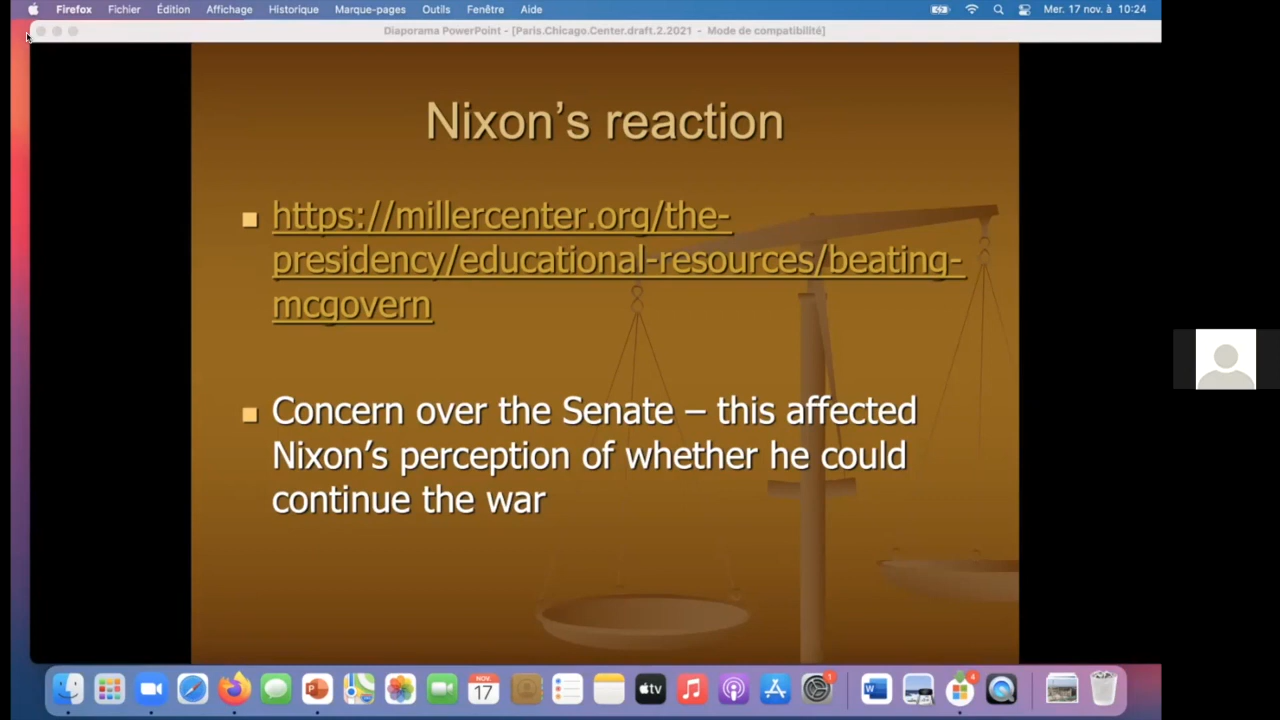 Firefox Fichier Édition Affichage Historique Marque-pages Outils Fenêtre Aide Mer. 17 nov. à 10:24
Diaporama PowerPoint - [Paris.Chicago.Center.draft.2.2021 - Mode de compatibilité]
Nixon's reaction
https://millercenter.org/the-
presidency/educational-resources/beating-
mcgovern
Concern over the Senate – this affected
Nixon's perception of whether he could
continue the war
NOV.
17
tv
1
W
4